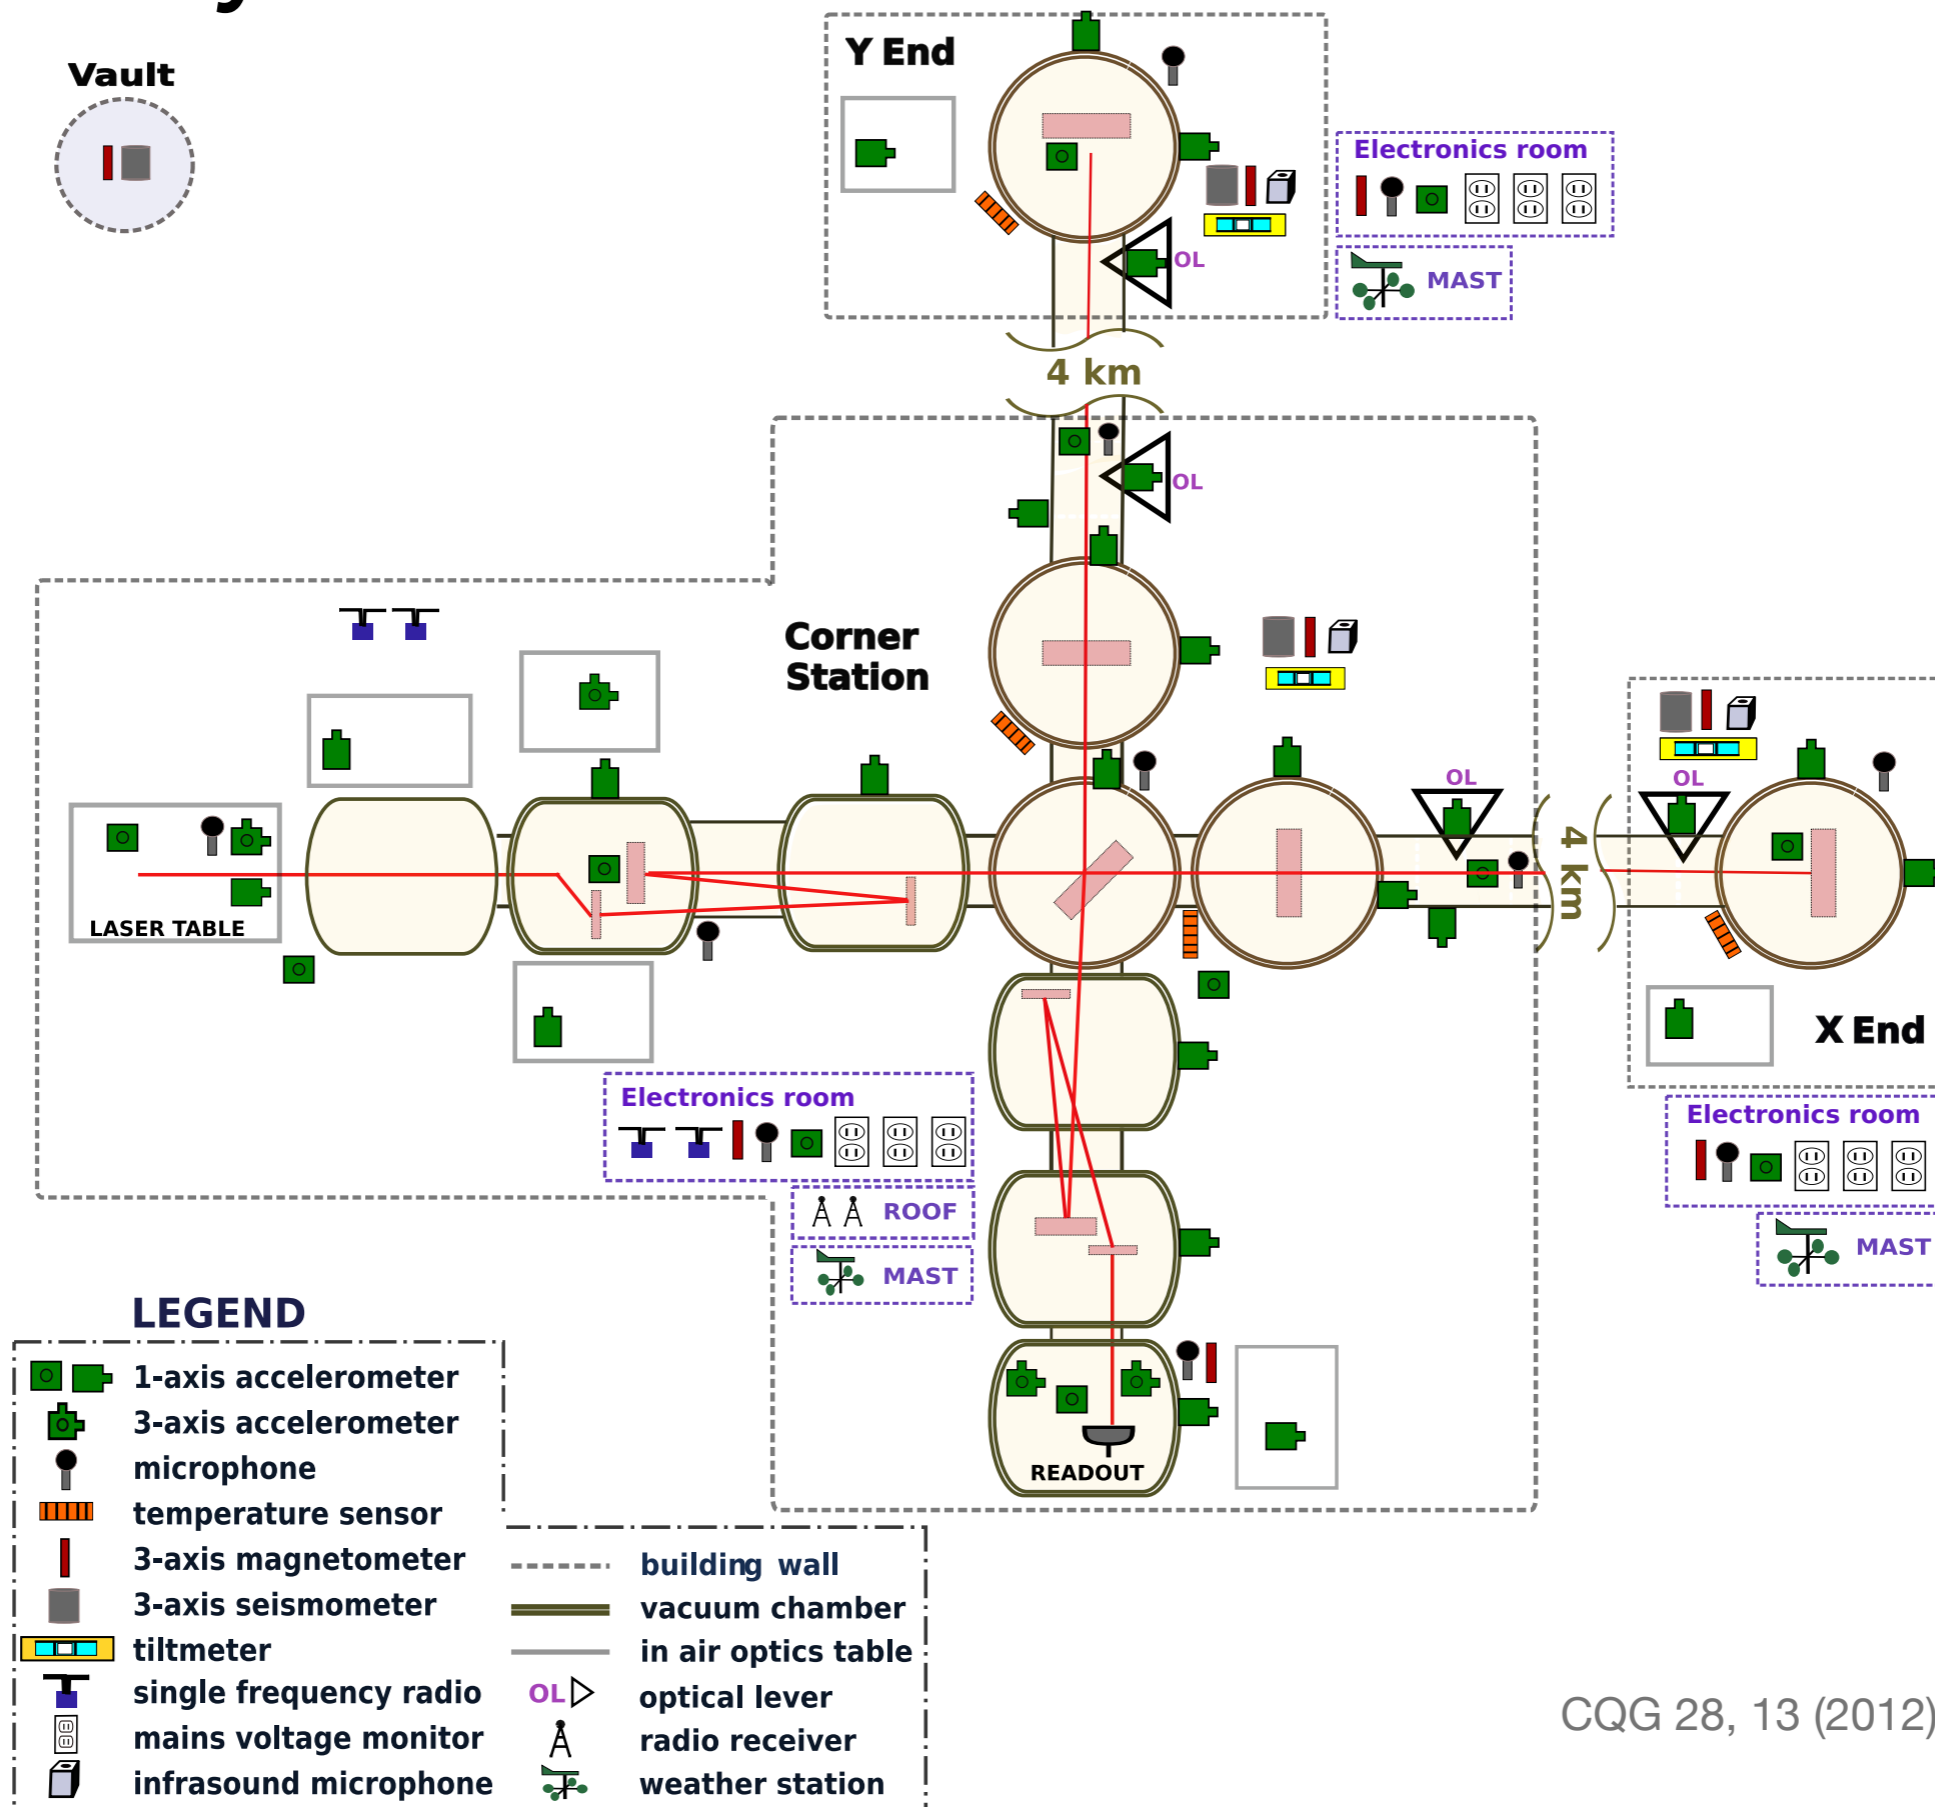 Vault
Y End
Electronics room
OL
MAST
4 km
OL
Corner
Station
OL
OL
4 km
LASER TABLE
X End
Electronics room
Electronics room
ROOF
MAST
MAST
READOUT
LEGEND
1-axis accelerometer
3-axis accelerometer
microphone
temperature sensor
3-axis magnetometer
3-axis seismometer
tiltmeter
single frequency radio
mains voltage monitor
infrasound microphone
building wall
vacuum chamber
in air optics table
OL optical lever
radio receiver
weather station
CQG 28, 13 (2012)